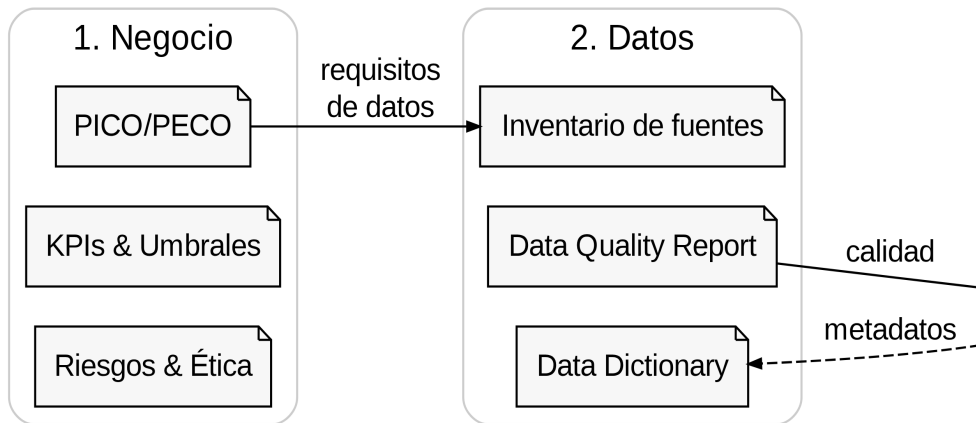 1. Negocio
PICO/PECO
KPIs & Umbrales
Riesgos & Ética
requisitos
de datos
2. Datos
Inventario de fuentes
Data Quality Report
Data Dictionary
calidad
metadatos